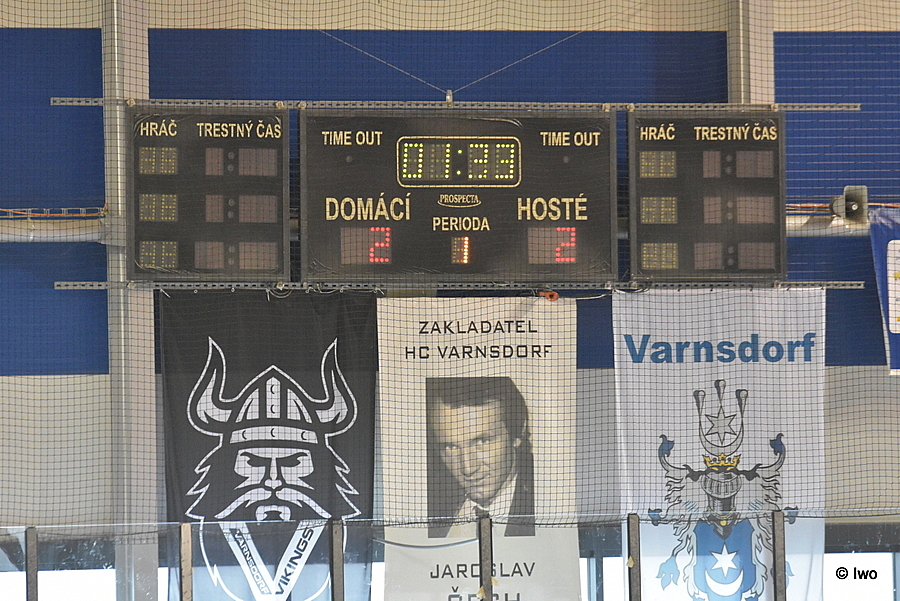 HRÁČ TRESTNÝ ČAS
TIME OUT
01:23
TIME OUT
HRÁČ TRESTNÝ ČAS
DOMÁCÍ
PROSPECTA
HOSTÉ
PERIODA
2
1
2
ZAKLADATEL
HC VARNSDORF
Varnsdorf
VARNSDORF
VIKINGS
JAROSLAV
© Iwo